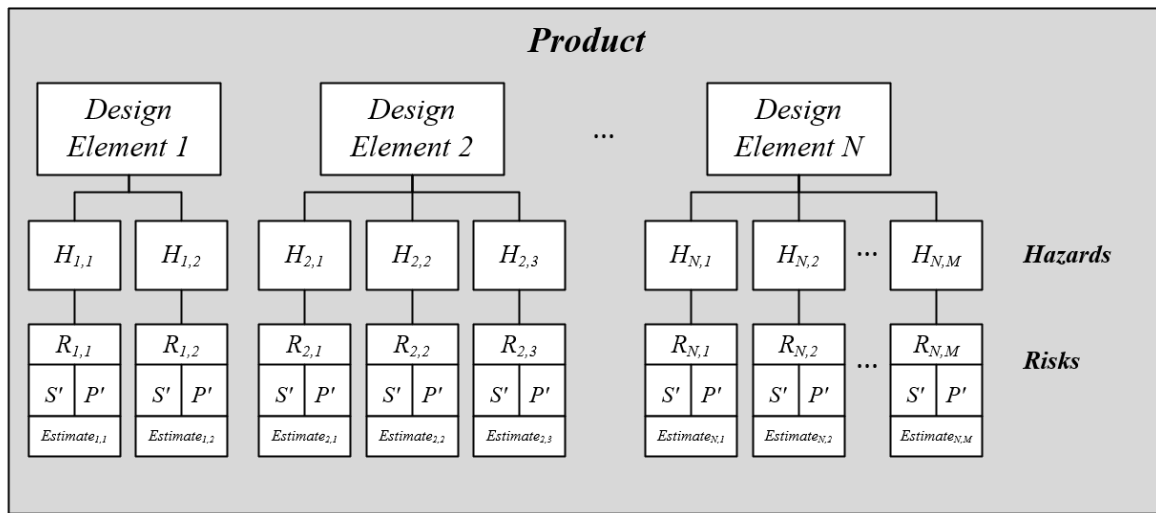 Product
Design
Element 1
Design
Element 2
...
Design
Element N
H1,1
H1,2
H2,1
H2,2
H2,3
HN,1
HN,2
...
HN,M
Hazards
R1,1
R1,2
R2,1
R2,2
R2,3
RN,1
RN,2
...
RN,M
Risks
S' P'
S' P'
S' P'
S' P'
S' P'
S' P'
S' P'
S' P'
Estimate1,1
Estimate1,2
Estimate2,1
Estimate2,2
Estimate2,3
EstimateN,1
EstimateN,2
EstimateN,M